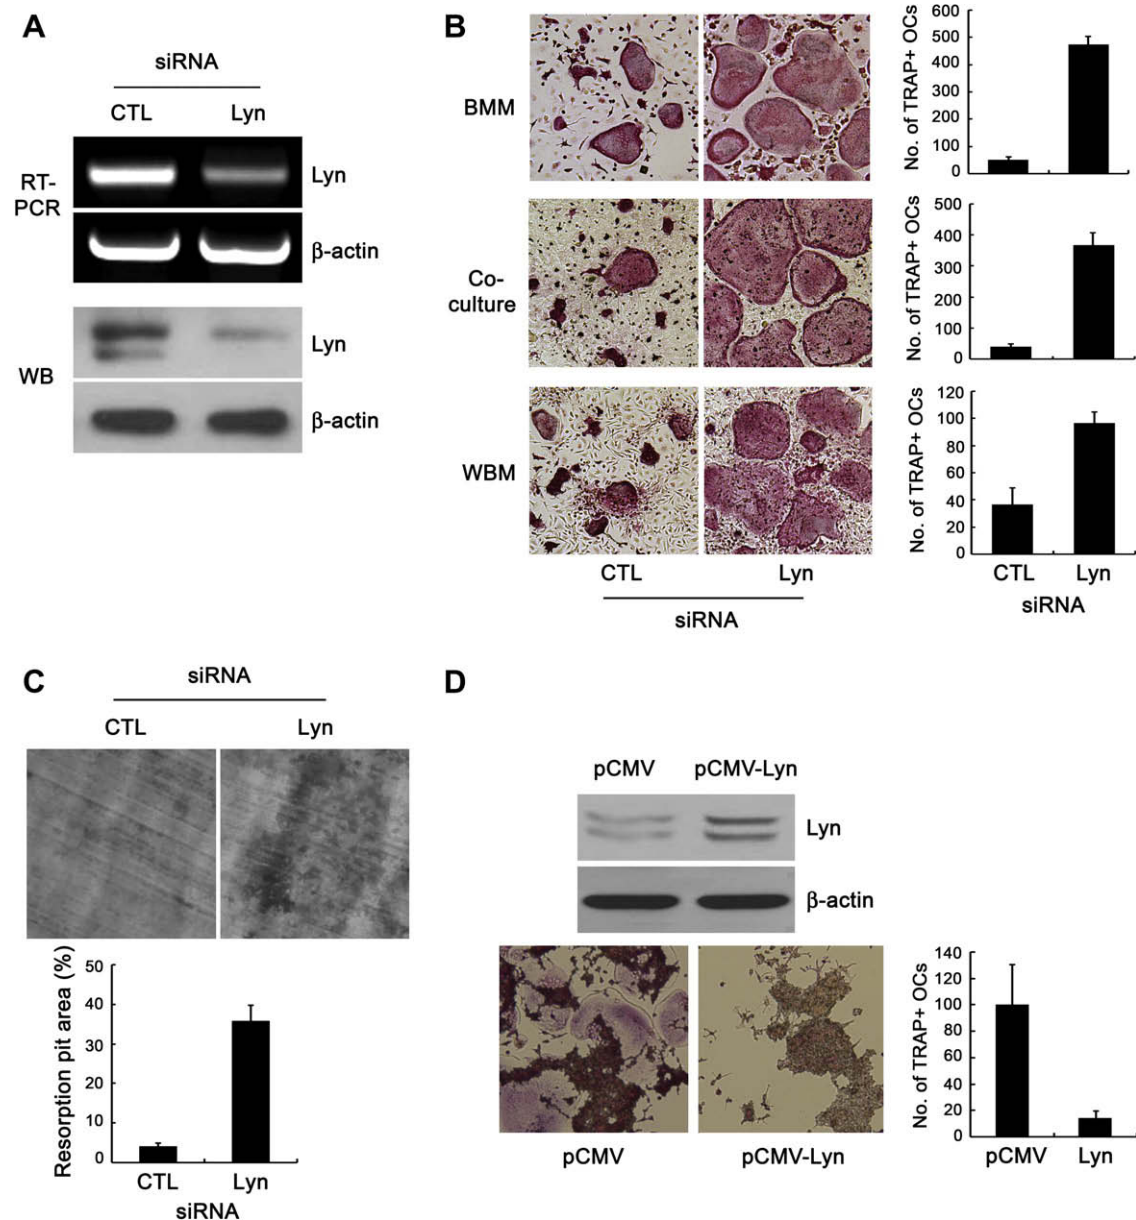 A
siRNA
CTL Lyn
RT-
PCR
Lyn
β-actin
WB
Lyn
β-actin
B
BMM
Co-
culture
WBM
CTL Lyn
siRNA
No. of TRAP+ OCs
600
500
400
300
200
100
0
No. of TRAP+ OCs
500
400
300
200
100
0
No. of TRAP+ OCs
120
100
80
60
40
20
0
CTL Lyn
siRNA
C
siRNA
CTL Lyn
Resorption pit area (%)
50
40
30
20
10
0
CTL Lyn
siRNA
D
pCMV pCMV-Lyn
Lyn
β-actin
pCMV pCMV-Lyn
No. of TRAP+ OCs
140
120
100
80
60
40
20
0
pCMV Lyn